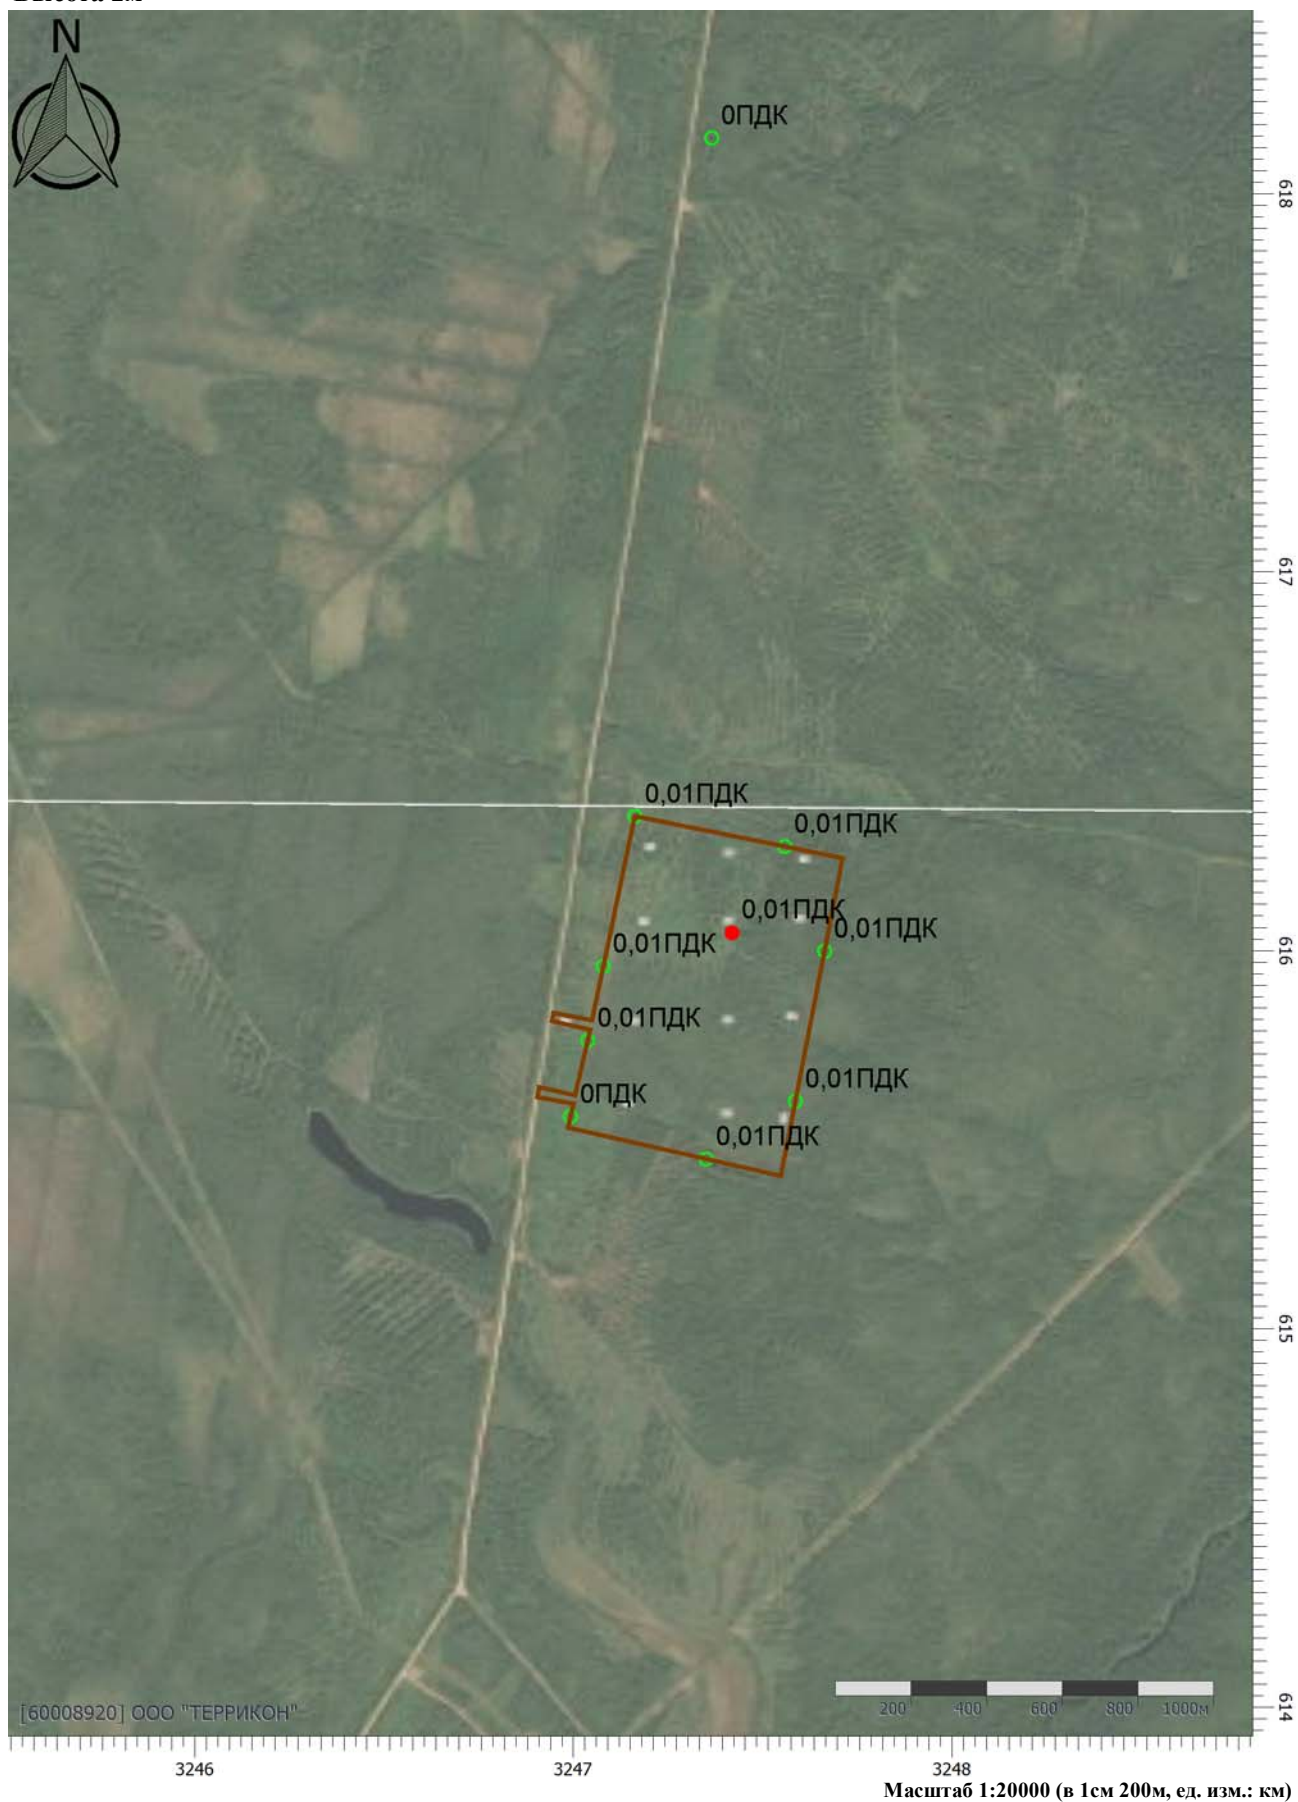 N
0ПДК
618
617
0,01ПДК
0,01ПДК
0,01ПДК
0,01ПДК
0,01ПДК
616
0,01ПДК
0,01ПДК
0ПДК
0,01ПДК
615
[60008920] ООО "ТЕРРИКОН"
200 400 600 800 1000м
614
3246 3247 3248
Масштаб 1:20000 (в 1см 200м, ед. изм.: км)